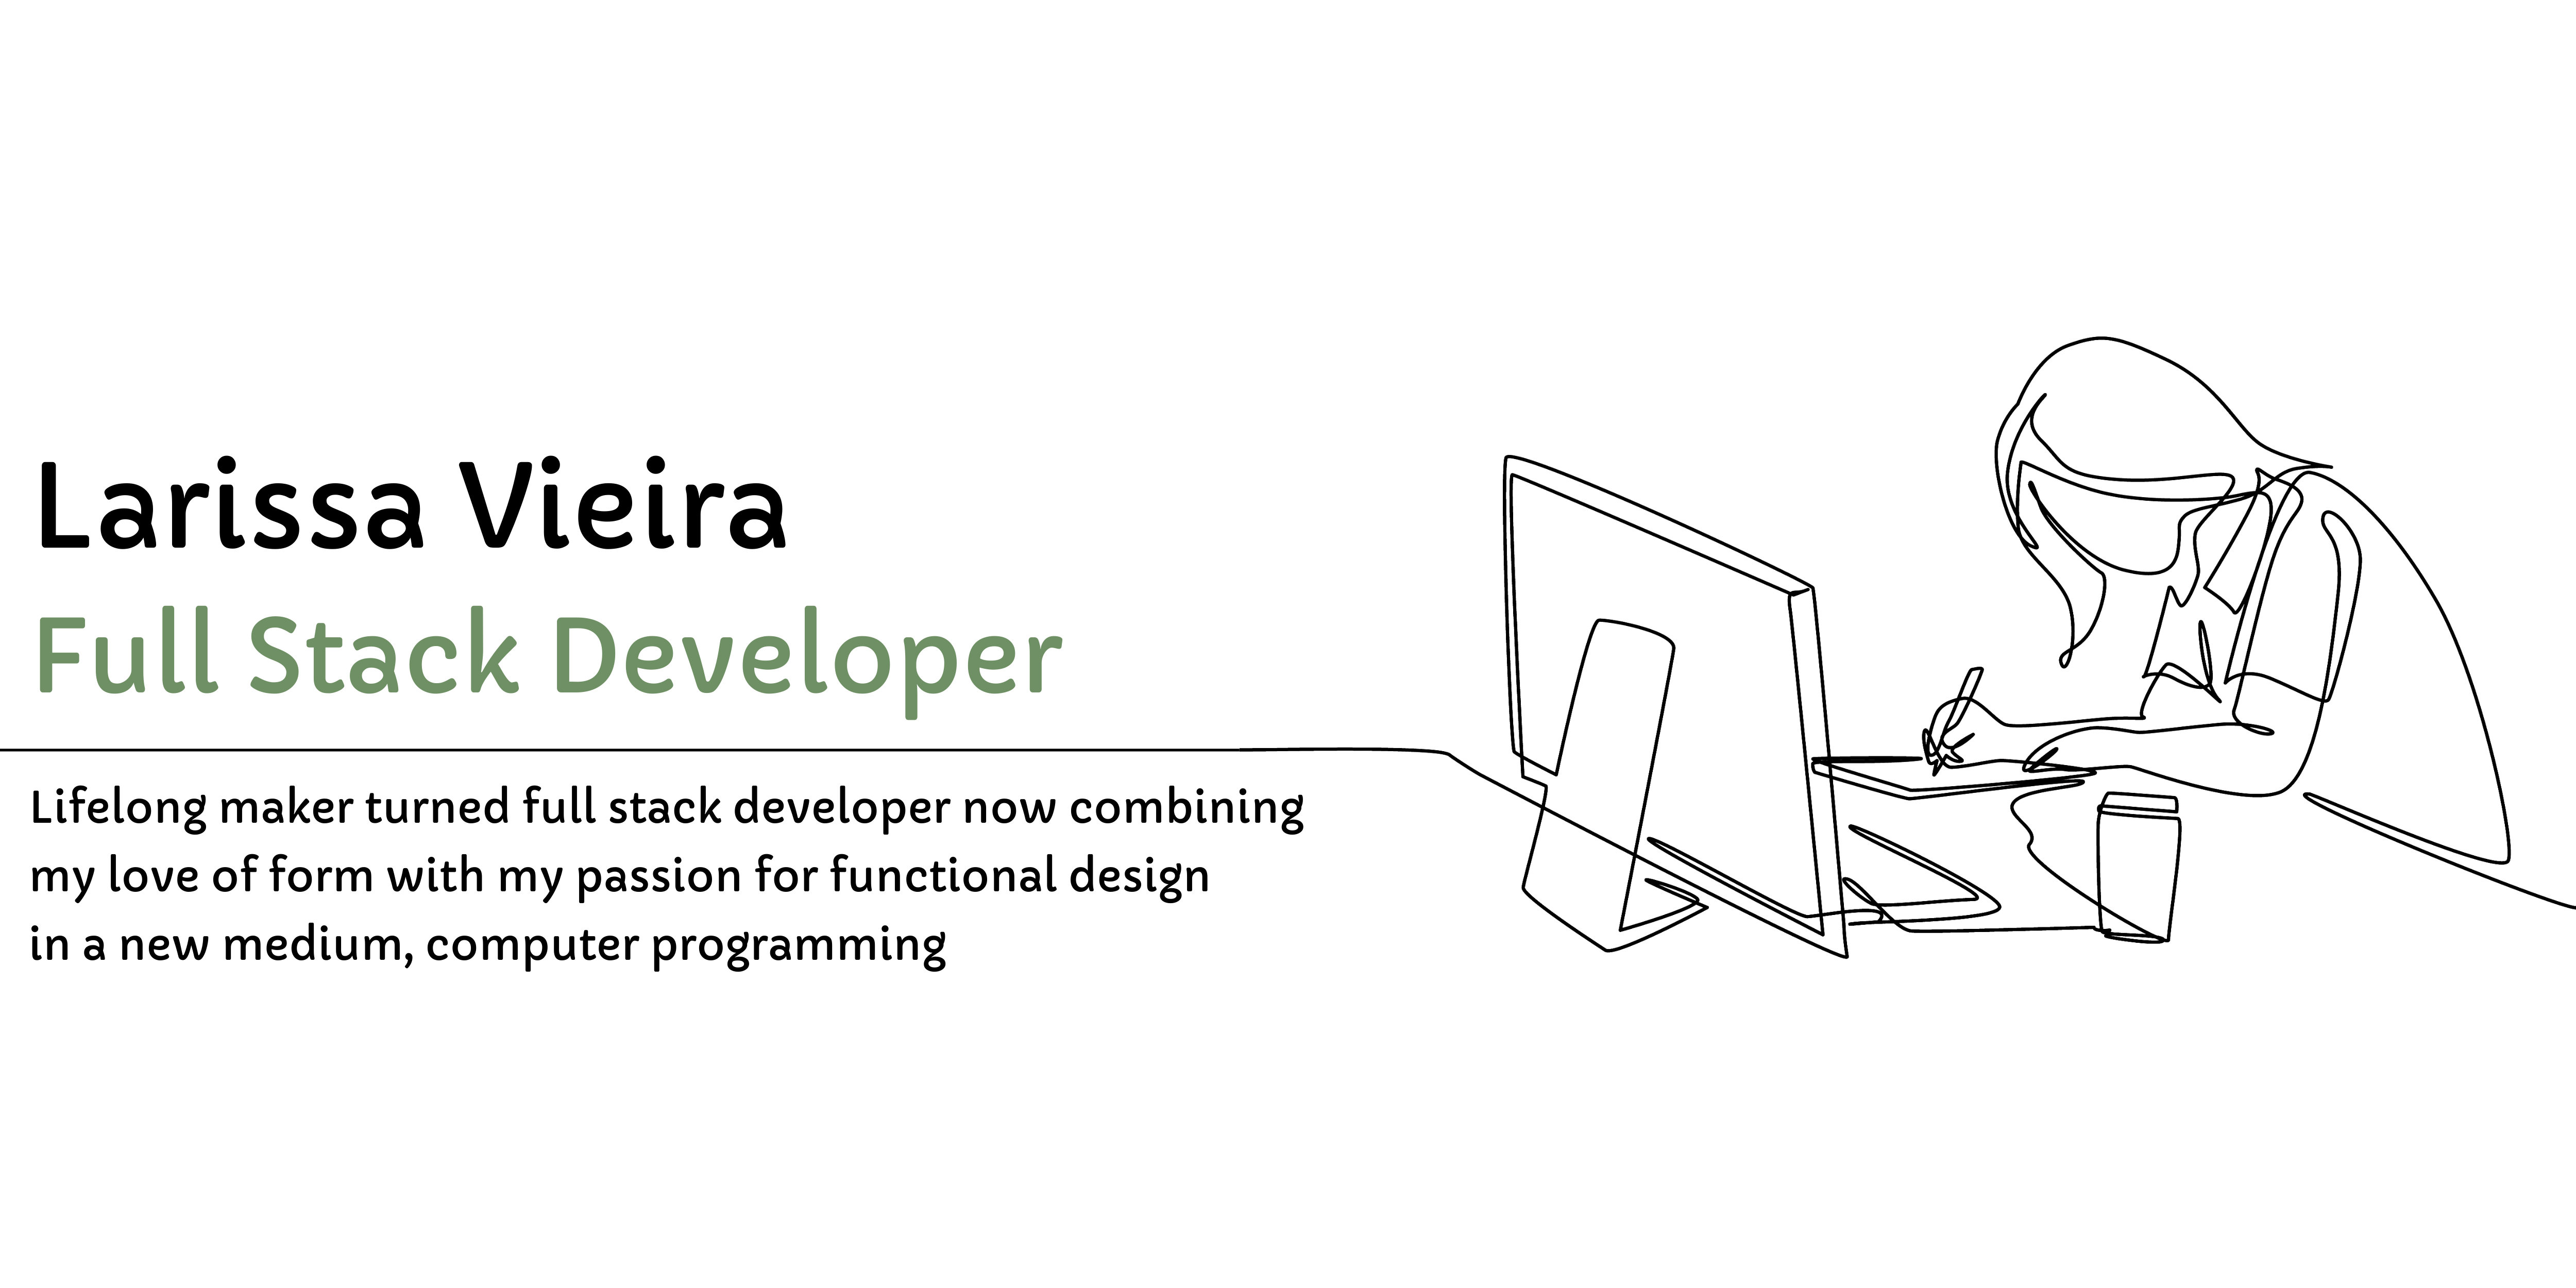 Larissa Vieira
Full Stack Developer
Lifelong maker turned full stack developer now combining
my love of form with my passion for functional design
in a new medium, computer programming